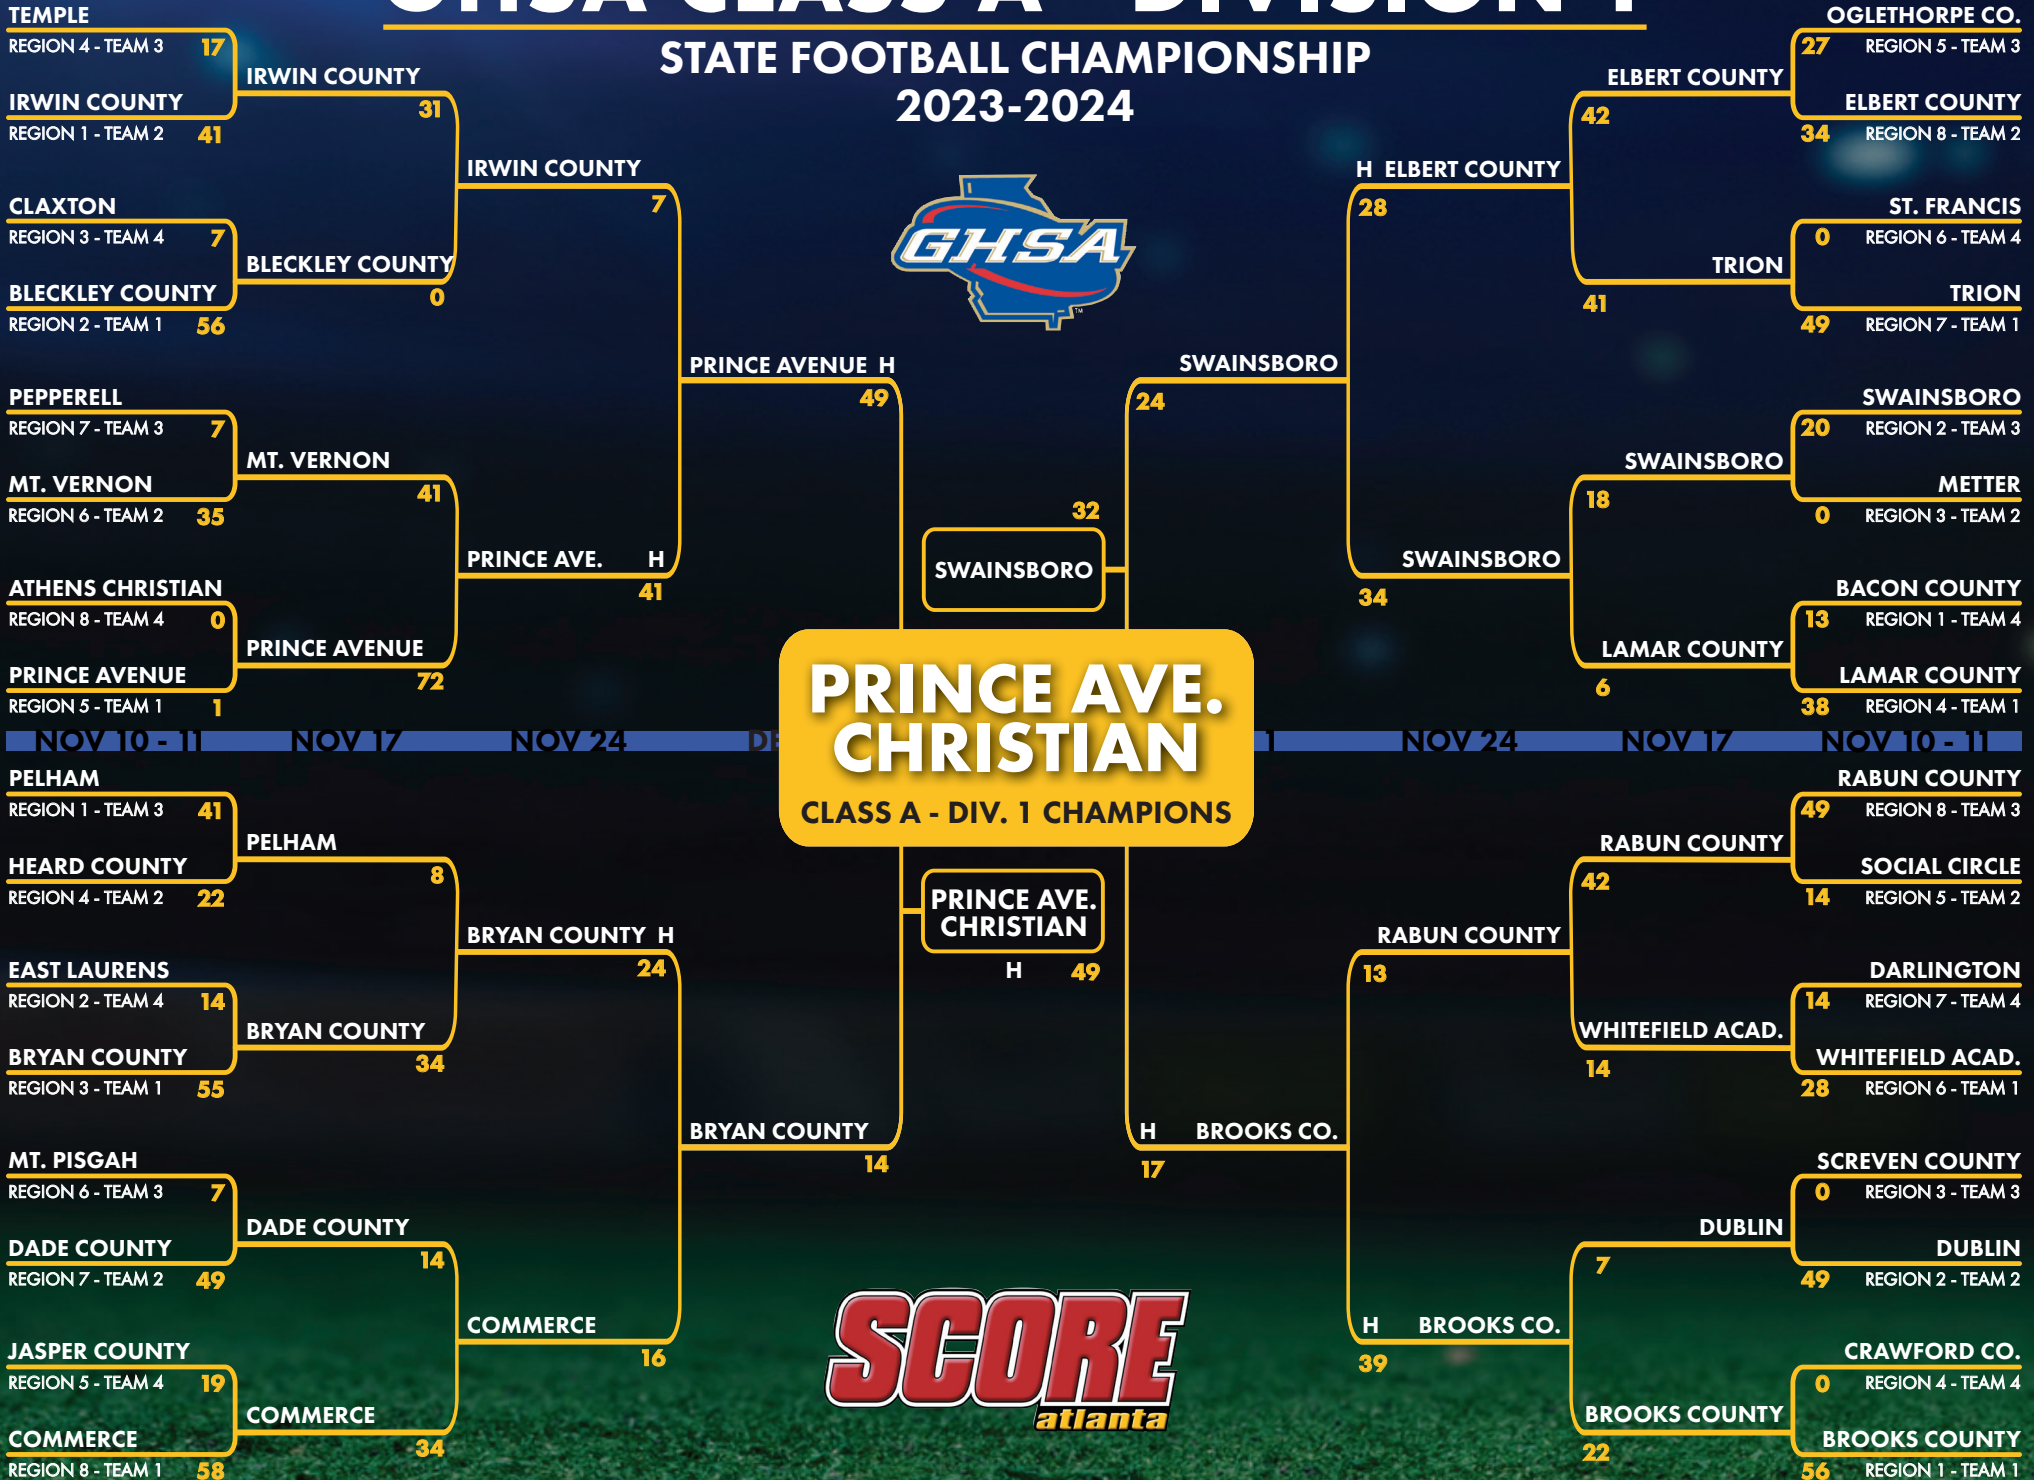 GHSA CLASS A - DIVISION 1
STATE FOOTBALL CHAMPIONSHIP
2023-2024
GHSA
TM
TEMPLE
REGION 4 - TEAM 3 17
IRWIN COUNTY
REGION 1 - TEAM 2 41
CLAXTON
REGION 3 - TEAM 4 7
BLECKLEY COUNTY
REGION 2 - TEAM 1 56
PEPPERELL
REGION 7 - TEAM 3 7
MT. VERNON
REGION 6 - TEAM 2 35
ATHENS CHRISTIAN
REGION 8 - TEAM 4 0
PRINCE AVENUE
REGION 5 - TEAM 1 1
IRWIN COUNTY
31
BLECKLEY COUNTY
0
MT. VERNON
41
PRINCE AVENUE
72
IRWIN COUNTY
7
PRINCE AVE. H
41
PRINCE AVENUE H
49
32
SWAINSBORO
SWAINSBORO
24
H ELBERT COUNTY
28
SWAINSBORO
34
ELBERT COUNTY
42
TRION
41
SWAINSBORO
18
LAMAR COUNTY
6
OGLETHORPE CO.
27 REGION 5 - TEAM 3
ELBERT COUNTY
34 REGION 8 - TEAM 2
ST. FRANCIS
0 REGION 6 - TEAM 4
TRION
49 REGION 7 - TEAM 1
SWAINSBORO
20 REGION 2 - TEAM 3
METTER
0 REGION 3 - TEAM 2
BACON COUNTY
13 REGION 1 - TEAM 4
LAMAR COUNTY
38 REGION 4 - TEAM 1
PRINCE AVE.
CHRISTIAN
CLASS A - DIV. 1 CHAMPIONS
NOV 10 - 11 NOV 17 NOV 24 DE 1 NOV 24 NOV 17 NOV 10 - 11
PELHAM
REGION 1 - TEAM 3 41
HEARD COUNTY
REGION 4 - TEAM 2 22
EAST LAURENS
REGION 2 - TEAM 4 14
BRYAN COUNTY
REGION 3 - TEAM 1 55
MT. PISGAH
REGION 6 - TEAM 3 7
DADE COUNTY
REGION 7 - TEAM 2 49
JASPER COUNTY
REGION 5 - TEAM 4 19
COMMERCE
REGION 8 - TEAM 1 58
PELHAM
8
BRYAN COUNTY
34
DADE COUNTY
14
COMMERCE
34
BRYAN COUNTY H
24
COMMERCE
16
BRYAN COUNTY
14
PRINCE AVE.
CHRISTIAN
H 49
H BROOKS CO.
17
RABUN COUNTY
13
H BROOKS CO.
39
RABUN COUNTY
42
WHITEFIELD ACAD.
14
DUBLIN
7
BROOKS COUNTY
22
RABUN COUNTY
49 REGION 8 - TEAM 3
SOCIAL CIRCLE
14 REGION 5 - TEAM 2
DARLINGTON
14 REGION 7 - TEAM 4
WHITEFIELD ACAD.
28 REGION 6 - TEAM 1
SCREVEN COUNTY
0 REGION 3 - TEAM 3
DUBLIN
49 REGION 2 - TEAM 2
CRAWFORD CO.
0 REGION 4 - TEAM 4
BROOKS COUNTY
56 REGION 1 - TEAM 1
SCORE
atlanta